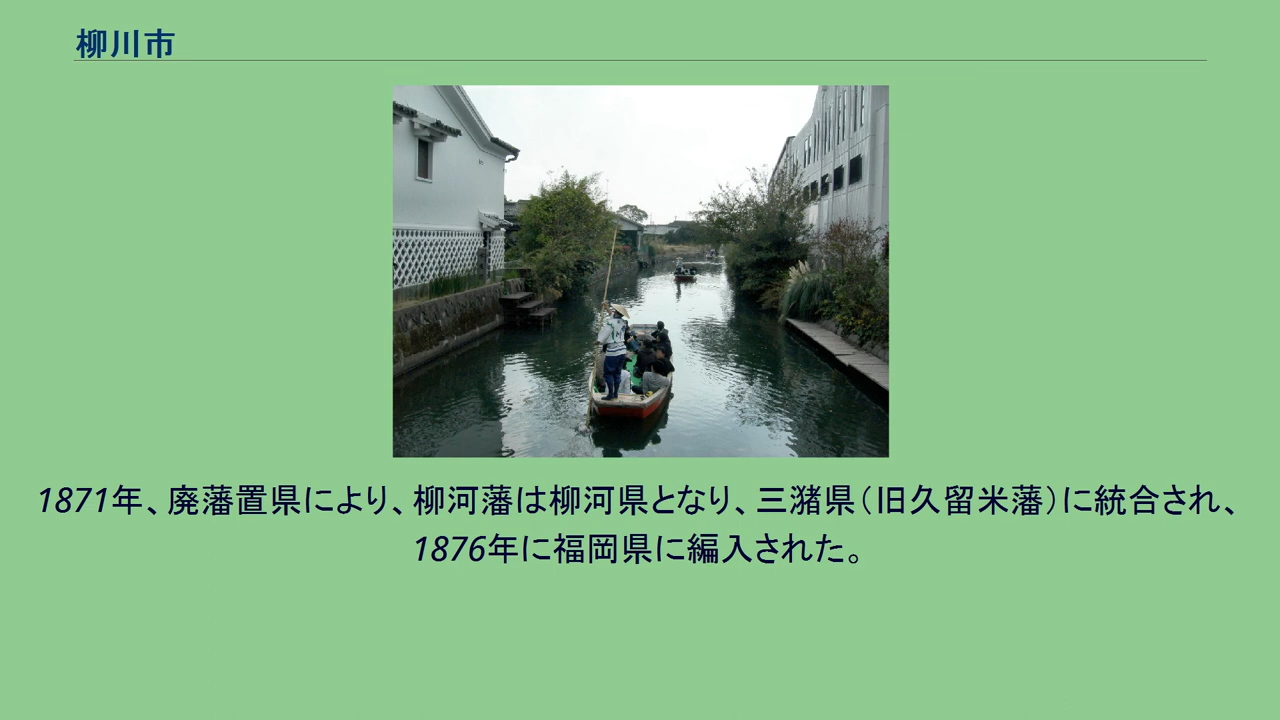 柳川市
1871年、廃藩置県により、柳河藩は柳河県となり、三潴県（旧久留米藩）に統合され、
1876年に福岡県に編入された。